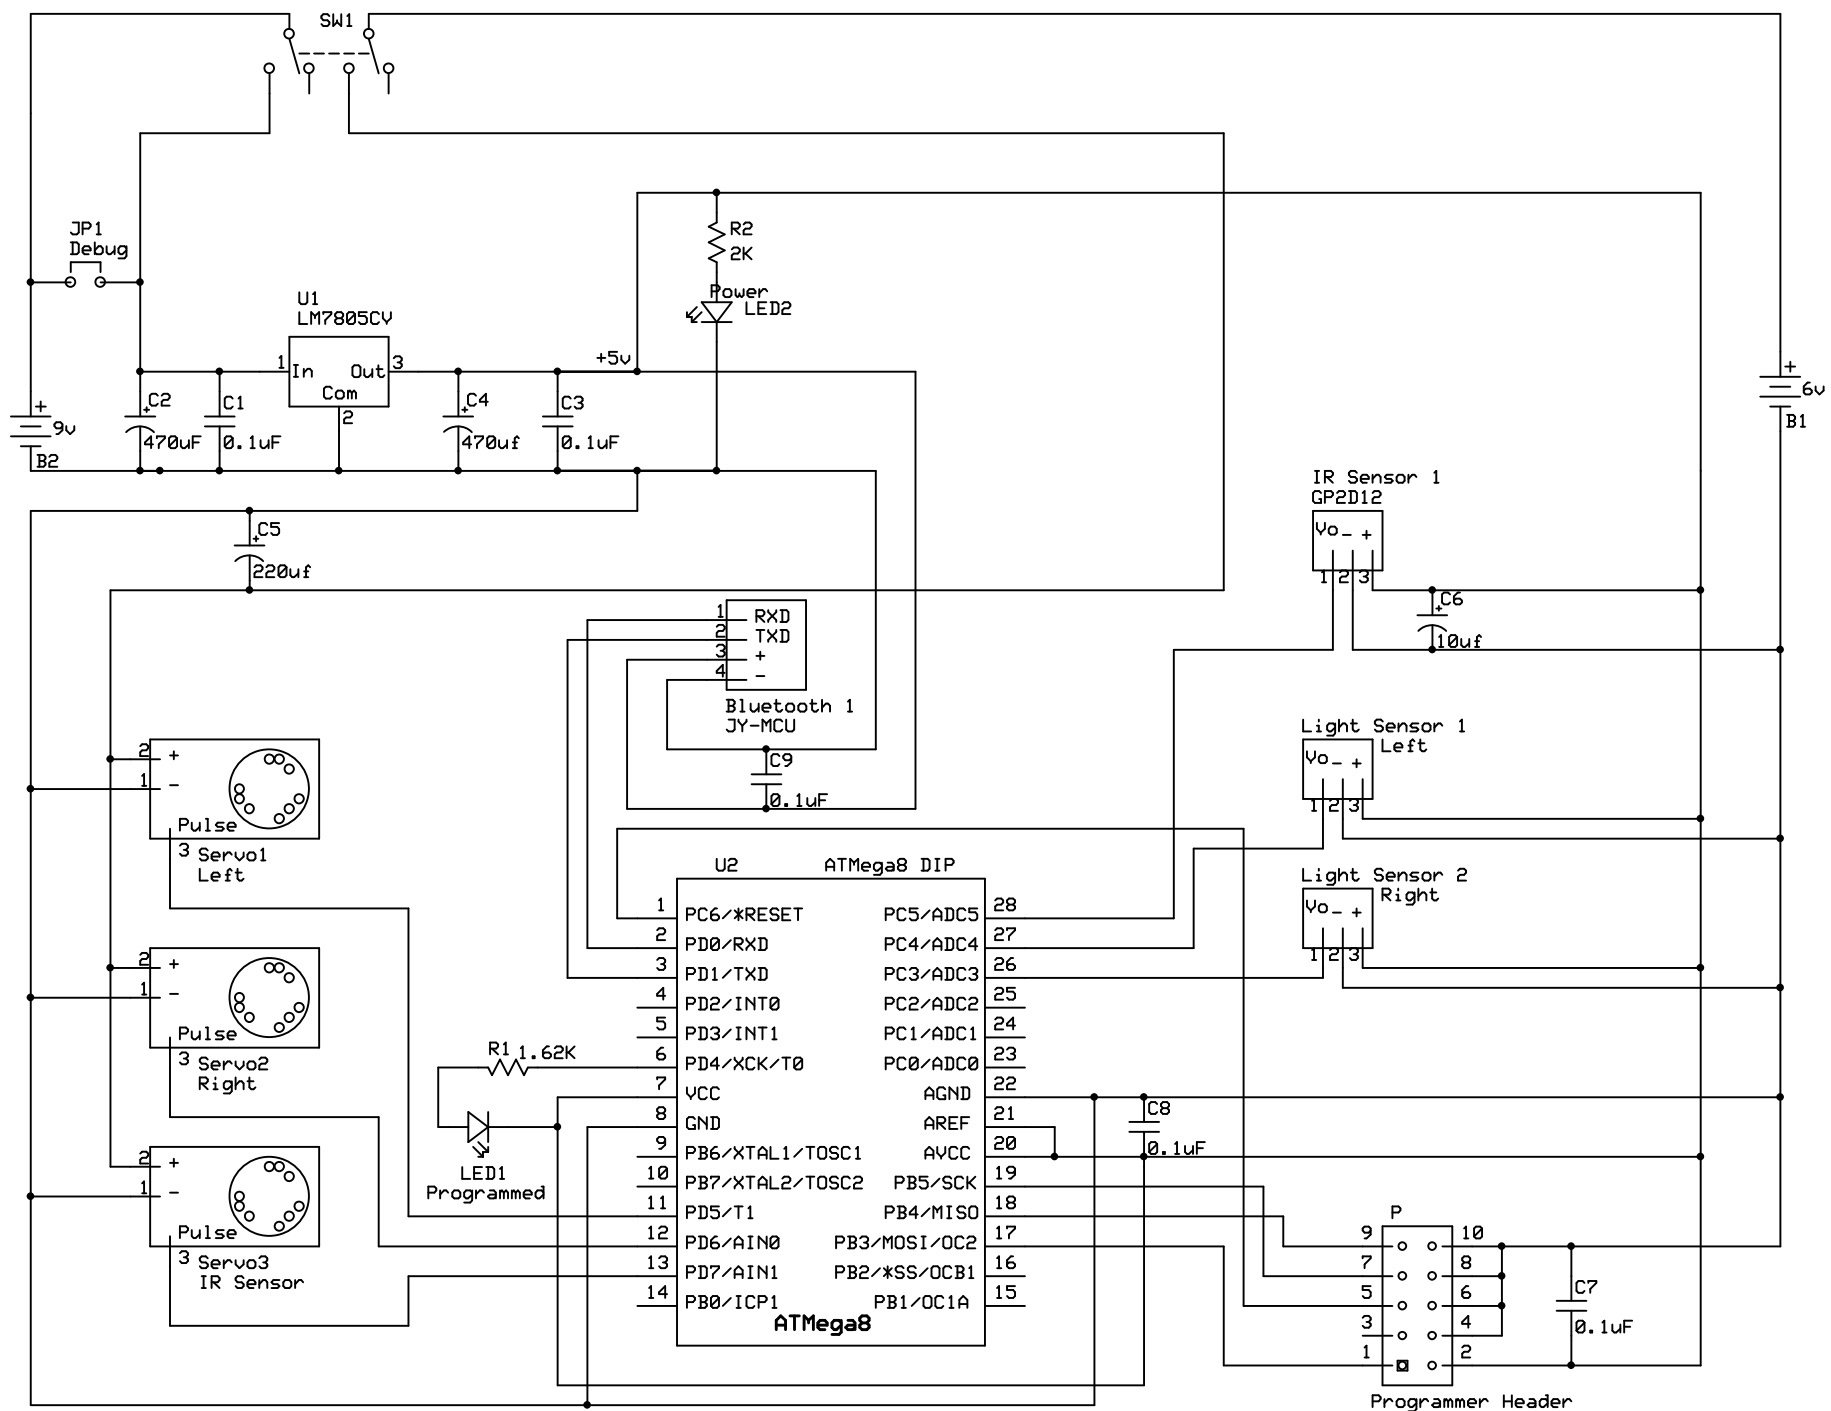 SW1
JP1
Debug
R2
2K
Power
LED2
U1
LM7805CV
1 In Out 3
Com
2
+5v
+
9v
B2
C2
+
470uF
C1
0.1uF
C4
+
470uf
C3
0.1uF
+
6v
B1
C5
+
220uf
IR Sensor 1
GP2D12
Vo - +
1 2 3
C6
+
10uf
1 RXD
2 TXD
3 +
4 -
Bluetooth 1
JY-MCU
C9
0.1uF
Light Sensor 1
Left
Vo - +
1 2 3
Light Sensor 2
Right
Vo - +
1 2 3
2 +
1 -
Pulse
3 Servo1
Left
2 +
1 -
Pulse
3 Servo2
Right
2 +
1 -
Pulse
3 Servo3
IR Sensor
R1 1.62K
LED1
Programmed
U2 ATMega8 DIP
1 PC6/*RESET PC5/ADC5 28
2 PD0/RXD PC4/ADC4 27
3 PD1/TXD PC3/ADC3 26
4 PD2/INT0 PC2/ADC2 25
5 PD3/INT1 PC1/ADC1 24
6 PD4/XCK/T0 PC0/ADC0 23
7 VCC AGND 22
8 GND AREF 21
9 PB6/XTAL1/TOSC1 AVCC 20
10 PB7/XTAL2/TOSC2 PB5/SCK 19
11 PD5/T1 PB4/MISO 18
12 PD6/AIN0 PB3/MOSI/OC2 17
13 PD7/AIN1 PB2/*SS/OCB1 16
14 PB0/ICP1 PB1/OC1A 15
ATMega8
C8
0.1uF
P
9 10
7 8
5 6
3 4
1 2
C7
0.1uF
Programmer Header